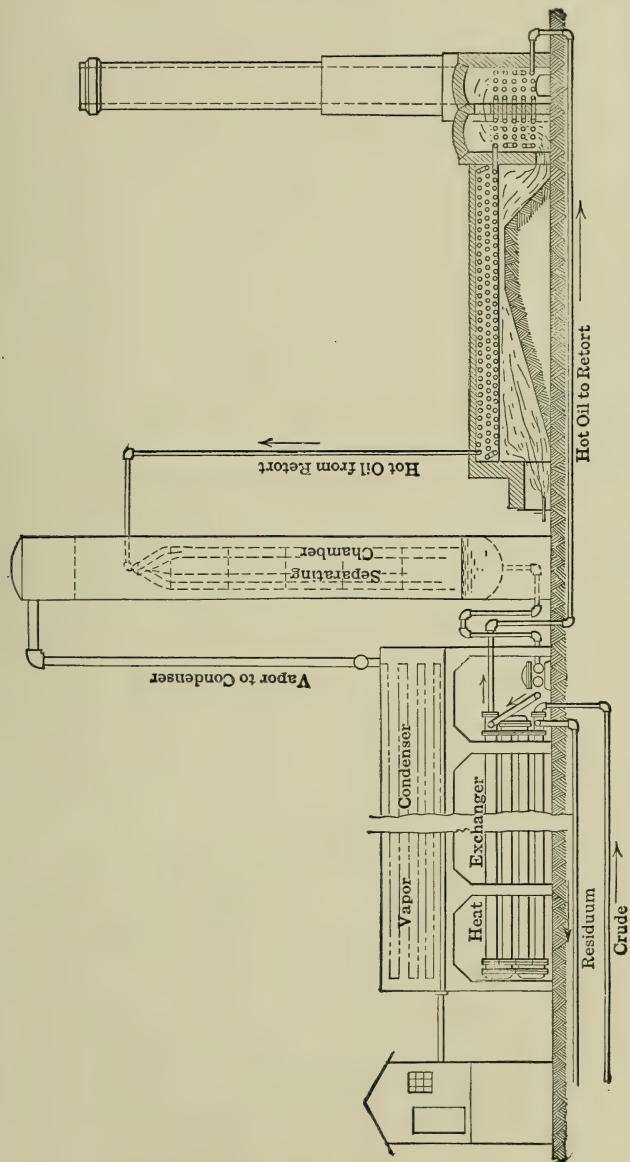 Hot Oil from Retort
Separating
Chamber
Vapor to Condenser
Vapor Condenser
Heat Exchanger
Hot Oil to Retort
Residuum
Crude